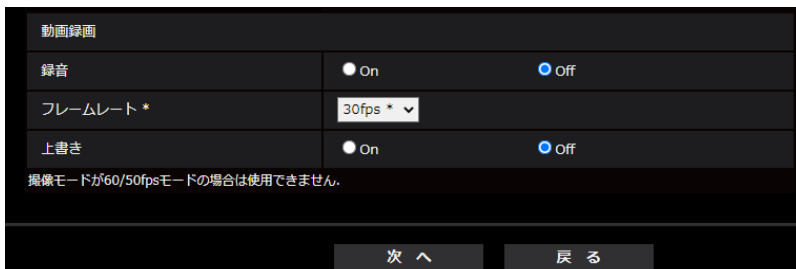 動画録画
録音 On Off
フレームレート * 30fps *
上書き On Off
撮像モードが60/50fpsモードの場合は使用できません.
次 へ 戻 る